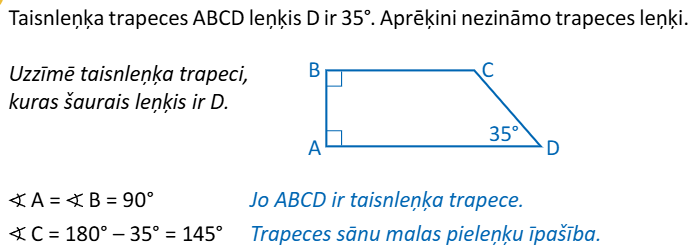 Taisnleņķa trapeces ABCD leņķis D ir 35°. Aprēķini nezināmo trapeces leņķi.
Uzzīmē taisnleņķa trapeci,
kuras šaurais leņķis ir D.
B
C
A
35°
D
∢ A = ∢ B = 90° Jo ABCD ir taisnleņķa trapece.
∢ C = 180° – 35° = 145° Trapeces sānu malas pieleņķu īpašība.